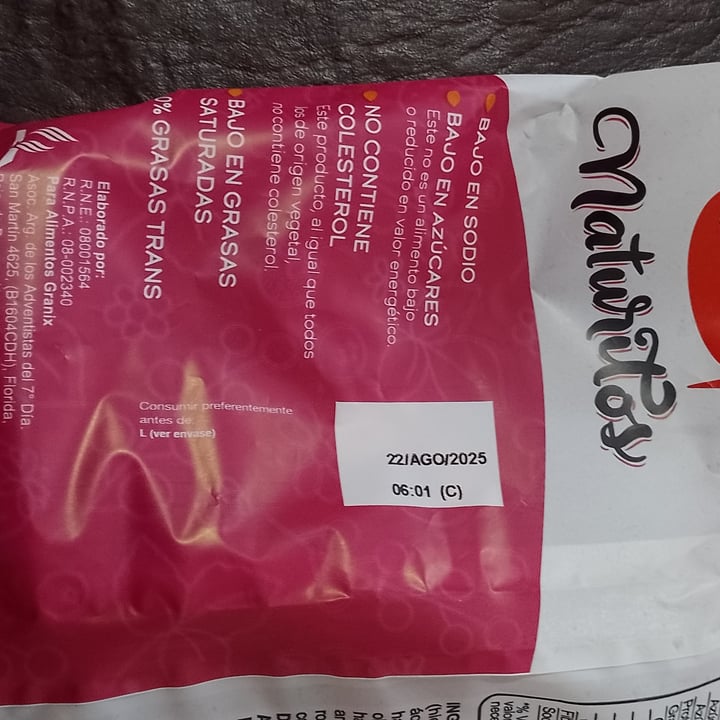 Naturitos
BAJO EN SODIO
BAJO EN AZÚCARES
Este no es un alimento bajo
o reducido en valor energético.
NO CONTIENE
COLESTEROL
Este producto, al igual que todos
los de origen vegetal,
no contiene colesterol.
BAJO EN GRASAS
SATURADAS
0% GRASAS TRANS
Elaborado por:
R.N.E.: 08001564
R.N.P.A.: 08-002340
Para Alimentos Granix
Asoc. Arg. de los Adventistas del 7° Día.
San Martín 4625, (B1604CDH), Florida,
Consumir preferentemente
antes de:
L (ver envase)
22/AGO/2025
06:01 (C)